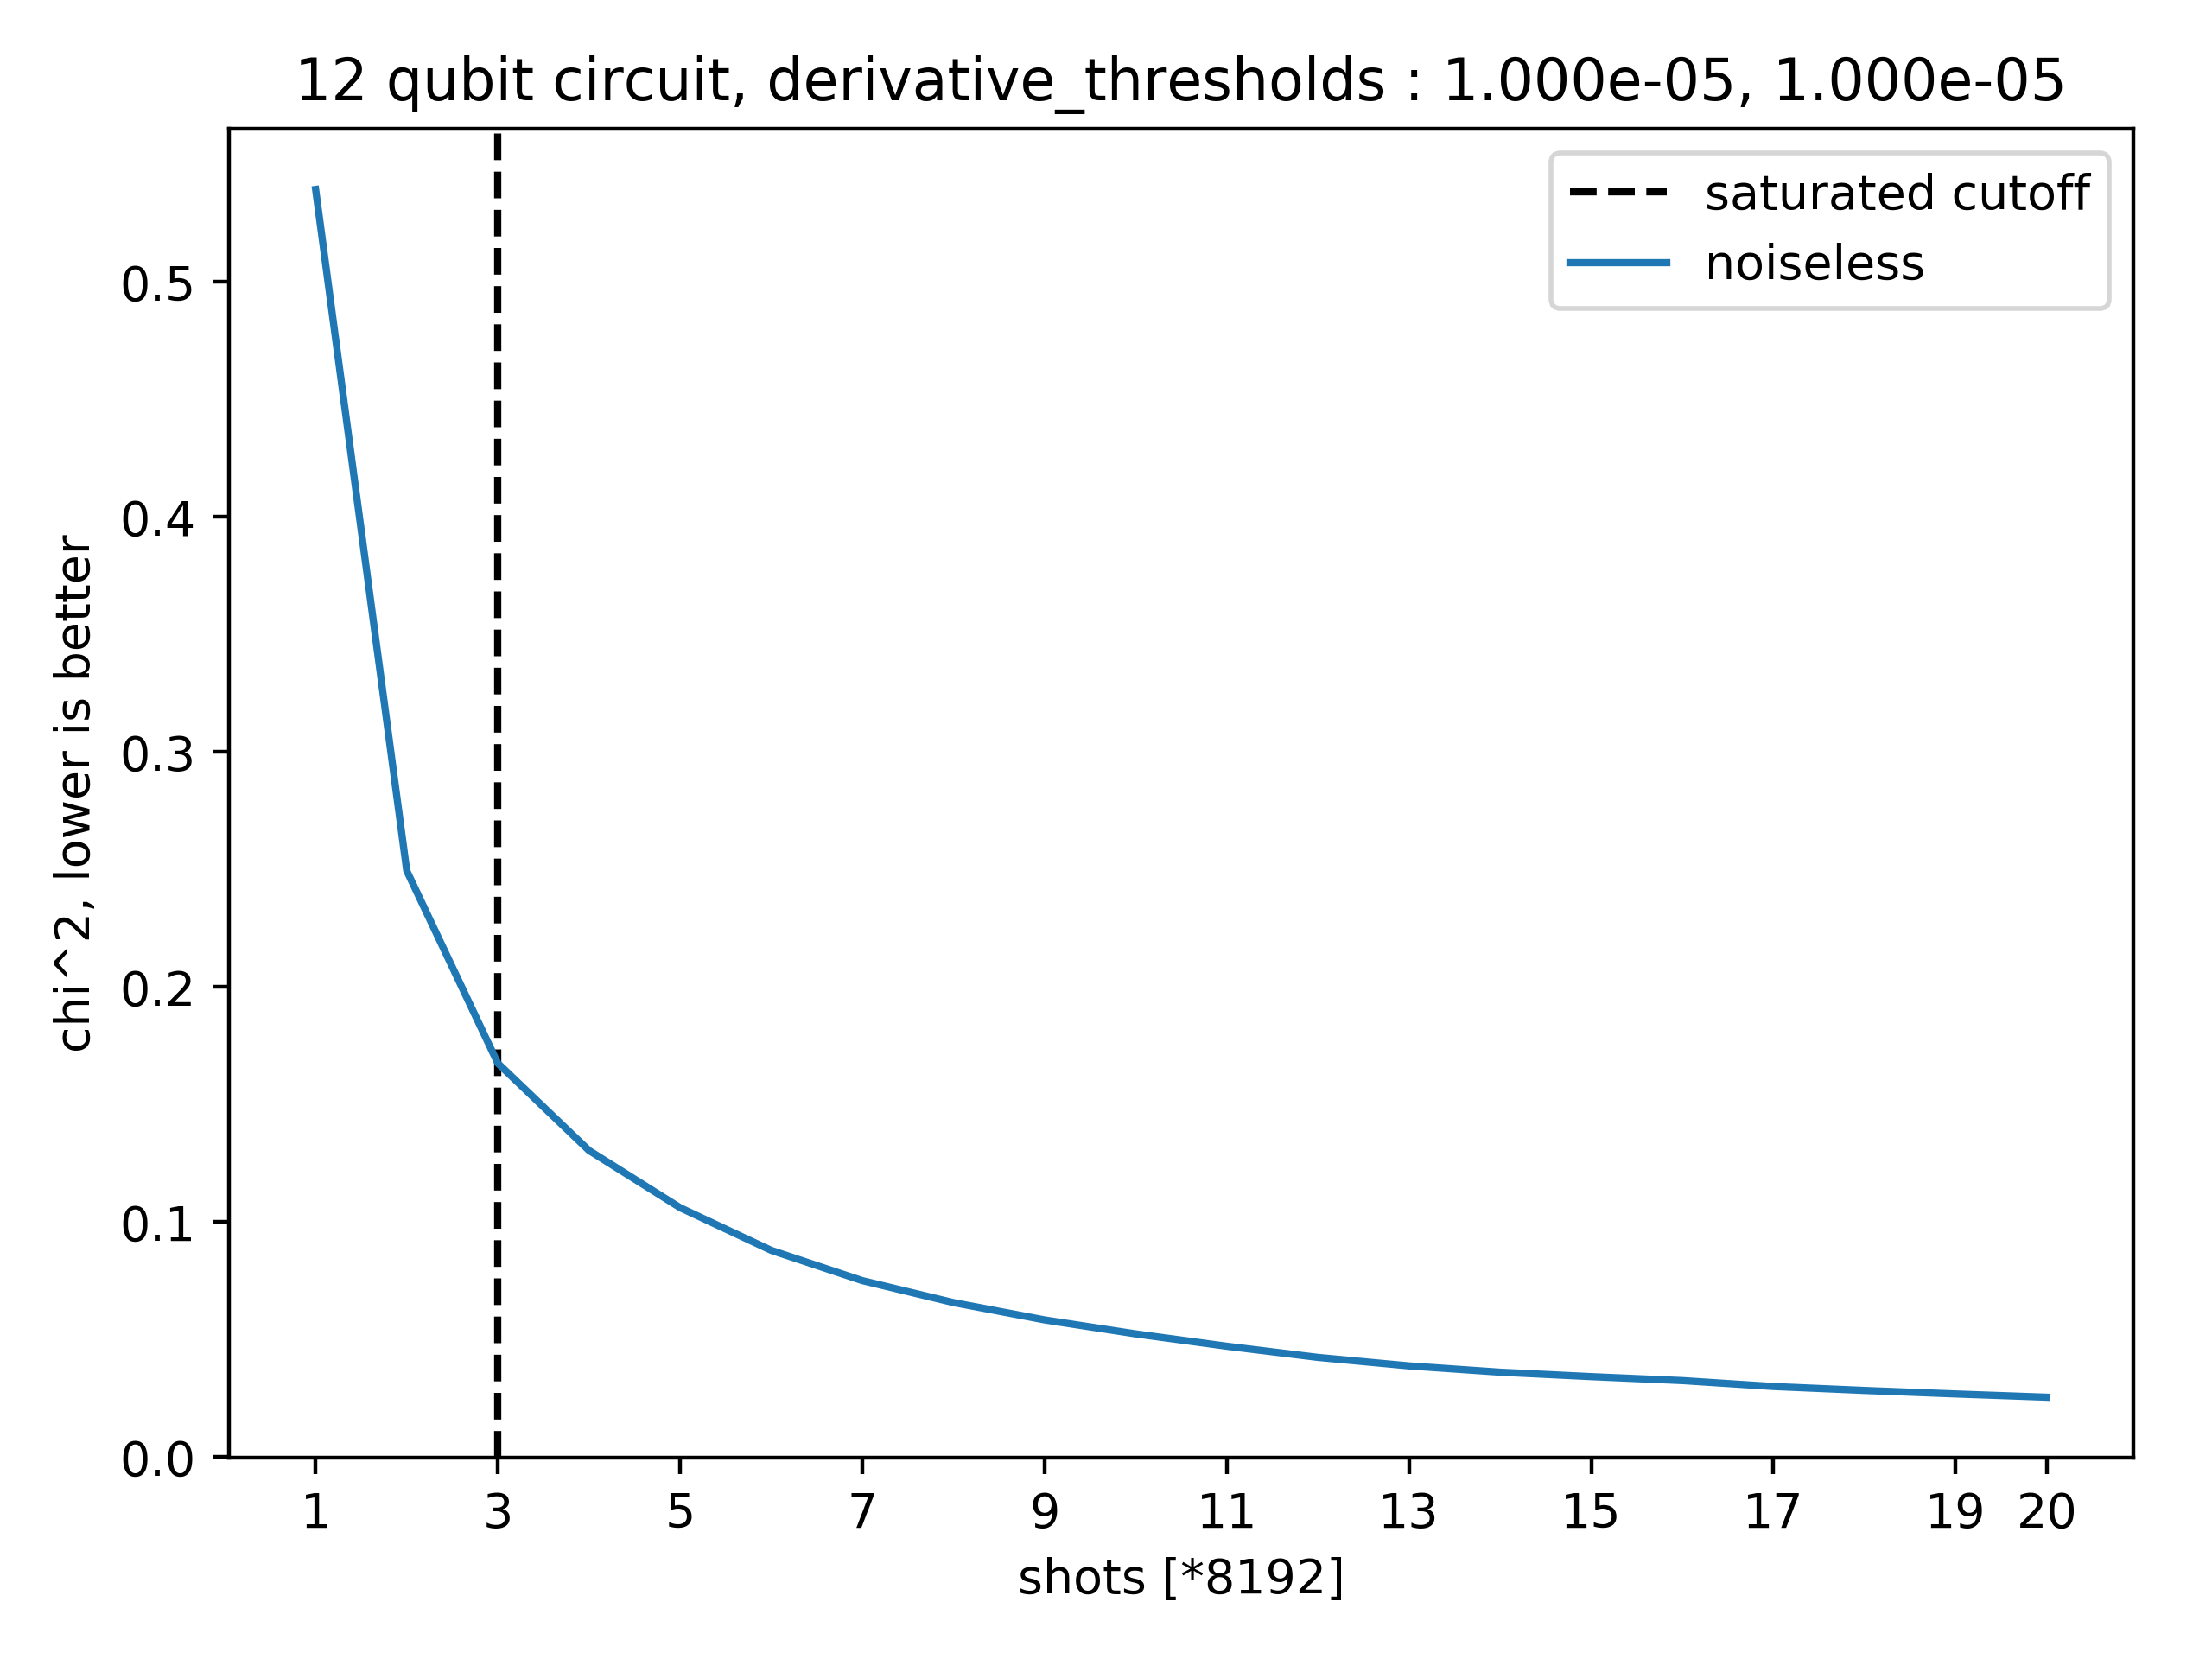 12 qubit circuit, derivative_thresholds : 1.000e-05, 1.000e-05
saturated cutoff
noiseless
chi^2, lower is better
0.5
0.4
0.3
0.2
0.1
0.0
1 3 5 7 9 11 13 15 17 19 20
shots [*8192]